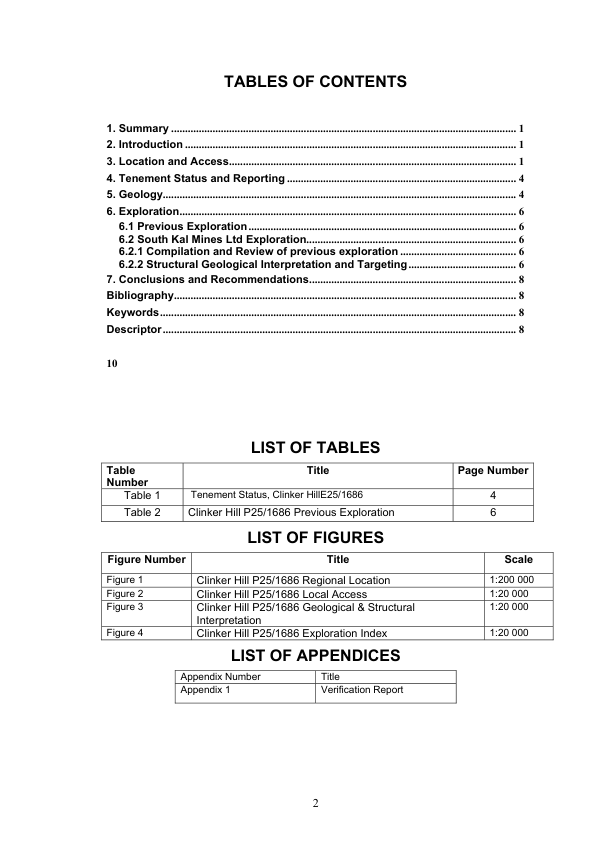 TABLES OF CONTENTS
1. Summary ............................................................................................................................ 1
2. Introduction ....................................................................................................................... 1
3. Location and Access....................................................................................................... 1
4. Tenement Status and Reporting .................................................................................. 4
5. Geology............................................................................................................................... 4
6. Exploration......................................................................................................................... 6
6.1 Previous Exploration ................................................................................................ 6
6.2 South Kal Mines Ltd Exploration........................................................................... 6
6.2.1 Compilation and Review of previous exploration .......................................... 6
6.2.2 Structural Geological Interpretation and Targeting ....................................... 6
7. Conclusions and Recommendations.......................................................................... 8
Bibliography........................................................................................................................... 8
Keywords................................................................................................................................ 8
Descriptor............................................................................................................................... 8
10
LIST OF TABLES
Table Number Title Page Number
Table 1 Tenement Status, Clinker HillE25/1686 4
Table 2 Clinker Hill P25/1686 Previous Exploration 6
LIST OF FIGURES
Figure Number Title Scale
Figure 1 Clinker Hill P25/1686 Regional Location 1:200 000
Figure 2 Clinker Hill P25/1686 Local Access 1:20 000
Figure 3 Clinker Hill P25/1686 Geological & Structural Interpretation 1:20 000
Figure 4 Clinker Hill P25/1686 Exploration Index 1:20 000
LIST OF APPENDICES
Appendix Number Title
Appendix 1 Verification Report
2